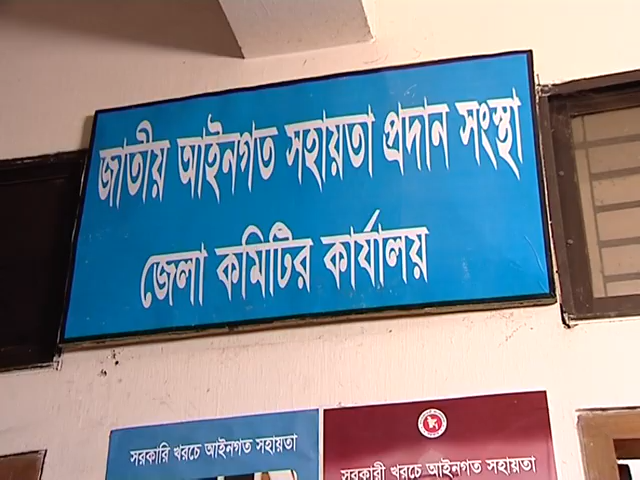 জাতীয় আইনগত সহায়তা প্রদান সংস্থা
জেলা কমিটির কার্যালয়
সরকারি খরচে আইনগত সহায়তা
সরকারী খরচে আইনগত সহায়তা